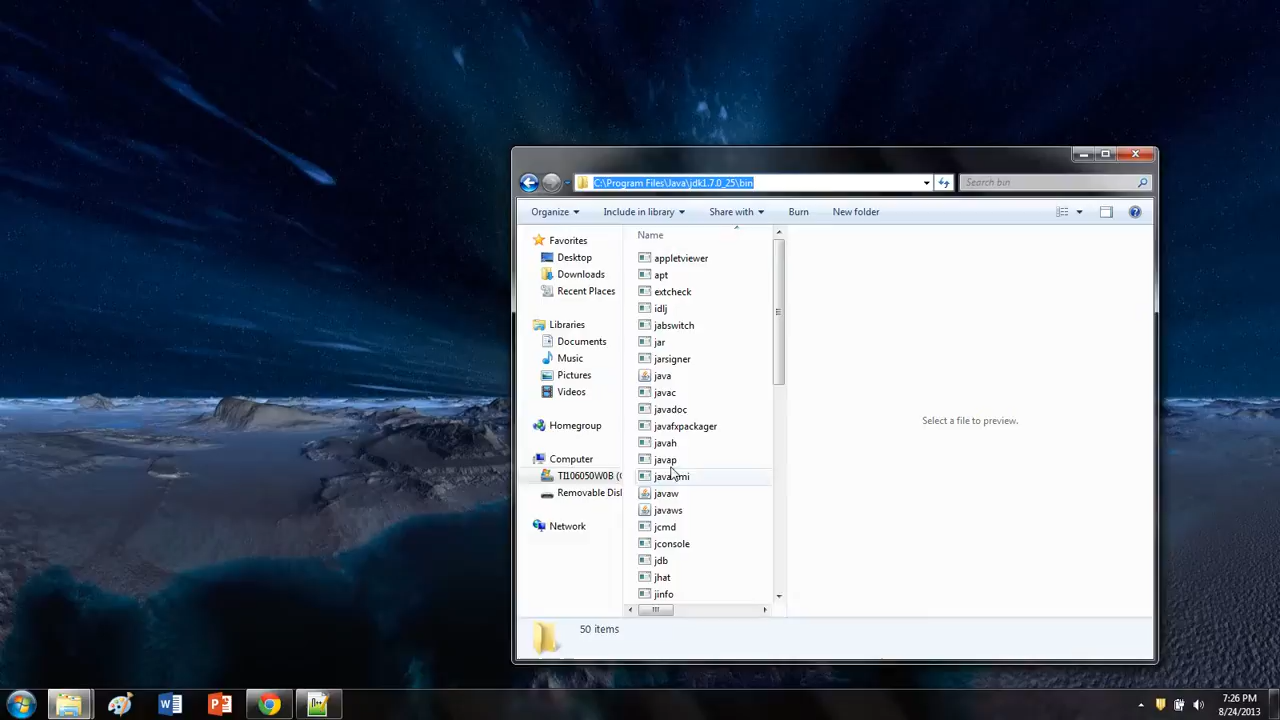 C:\Program Files\Java\jdk1.7.0_25\bin
Search bin
Organize
Include in library
Share with
Burn
New folder
Favorites
Desktop
Downloads
Recent Places
Libraries
Documents
Music
Pictures
Videos
Homegroup
Computer
TI106050W0B (
Removable Disl
Network
Name
appletviewer
apt
extcheck
idlj
jabswitch
jar
jarsigner
java
javac
javadoc
javafxpackager
javah
javap
javaw
javaws
jcmd
jconsole
jdb
jhat
jinfo
Select a file to preview.
50 items
7:26 PM
8/24/2013